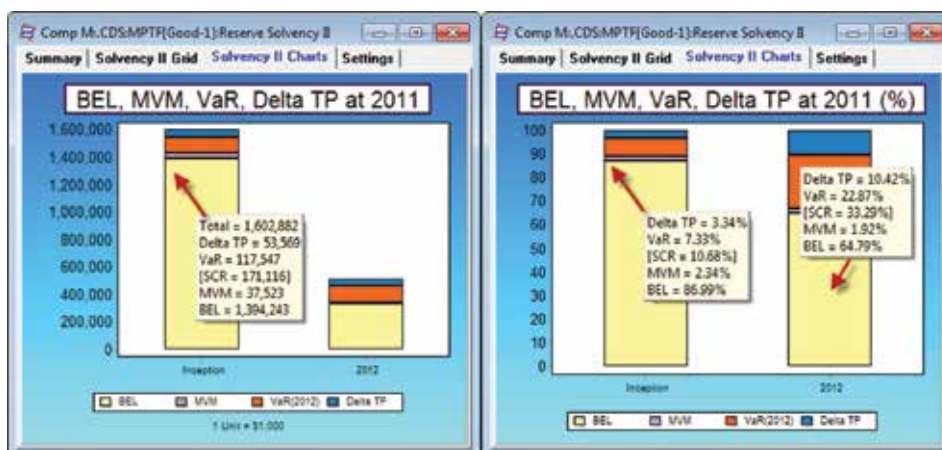 Comp M:.CDS:MPTF[Good-1]:Reserve Solvency II
Summary Solvency II Grid Solvency II Charts Settings
BEL, MVM, VaR, Delta TP at 2011
1,600,000
1,400,000
1,200,000
1,000,000
800,000
600,000
400,000
200,000
0
Total = 1,602,882
Delta TP = 53,569
VaR = 117,547
[SCR = 171,116]
MVM = 37,523
BEL = 1,394,243
Inception 2012
BEL MVM VaR(2012) Delta TP
1 Unit = $1,000
Comp M:.CDS:MPTF[Good-1]:Reserve Solvency II
Summary Solvency II Grid Solvency II Charts Settings
BEL, MVM, VaR, Delta TP at 2011 (%)
100
90
80
70
60
50
40
30
20
10
0
Delta TP = 3.34%
VaR = 7.33%
[SCR = 10.68%]
MVM = 2.34%
BEL = 86.99%
Delta TP = 10.42%
VaR = 22.87%
[SCR = 33.29%]
MVM = 1.92%
BEL = 64.79%
Inception 2012
BEL MVM VaR(2012) Delta TP